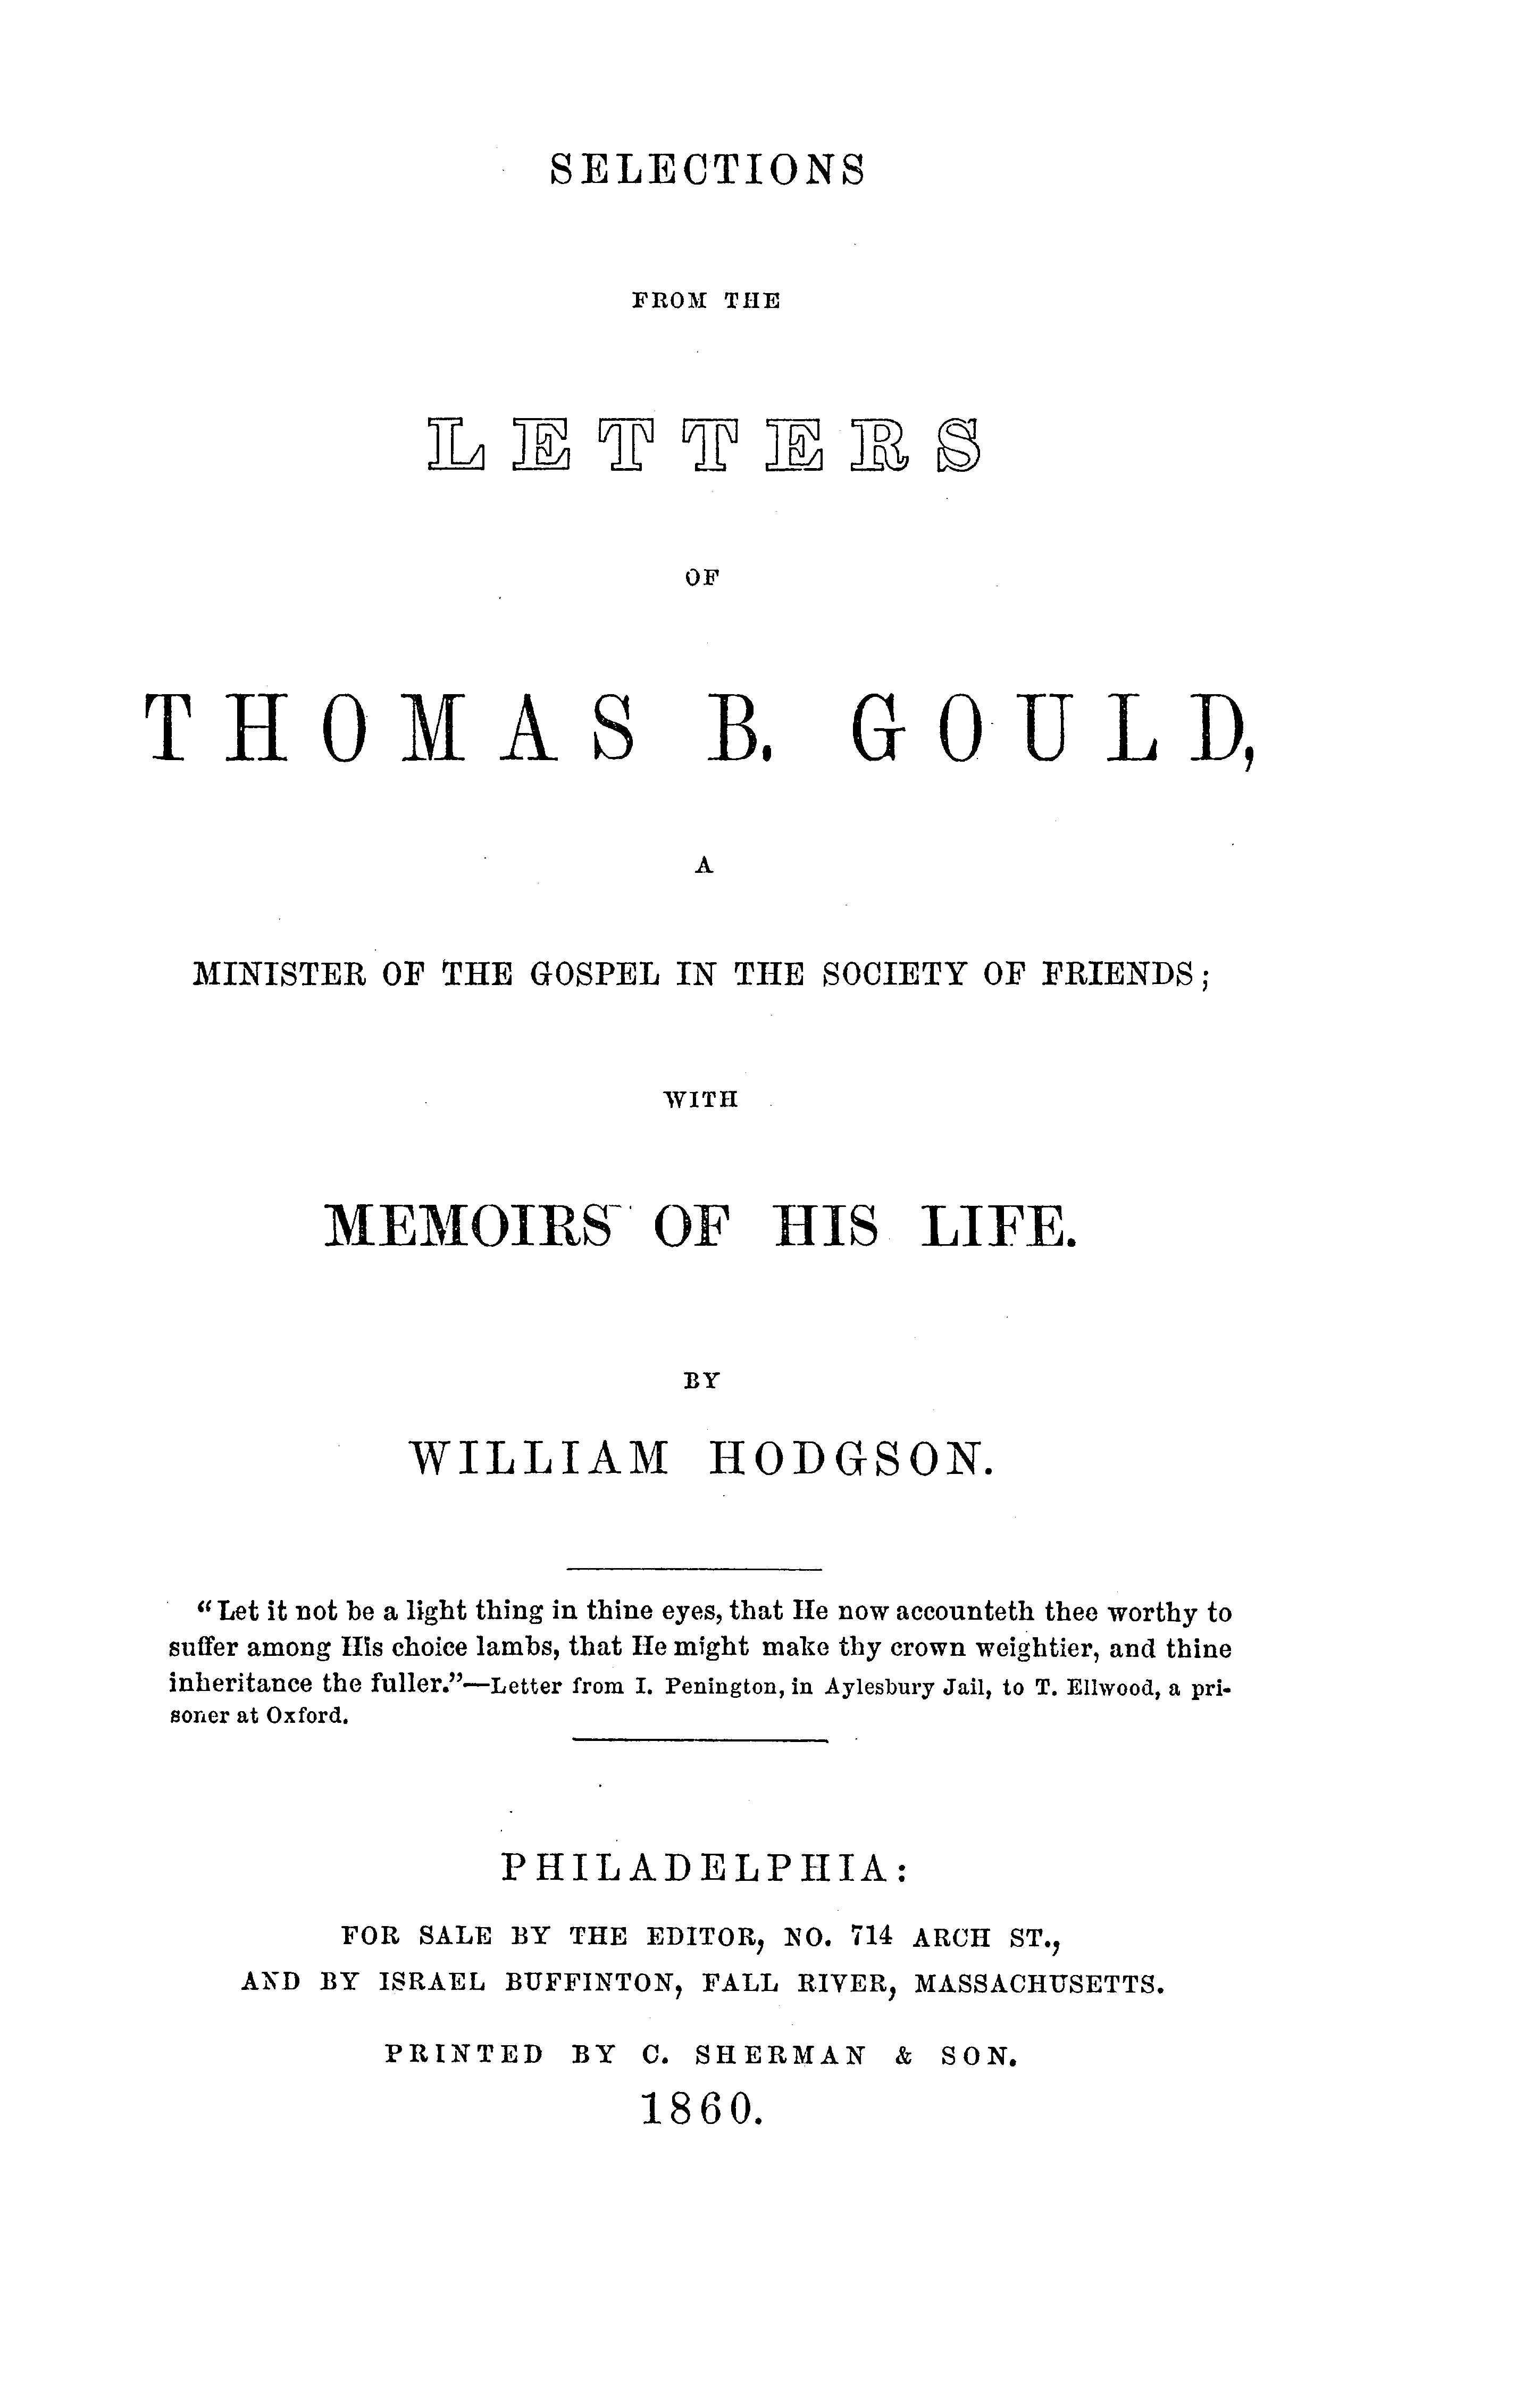 SELECTIONS
FROM THE
LETTERS
OF
THOMAS B. GOULD,
A
MINISTER OF THE GOSPEL IN THE SOCIETY OF FRIENDS;
WITH
MEMOIRS OF HIS LIFE.
BY
WILLIAM HODGSON.
"Let it not be a light thing in thine eyes, that He now accounteth thee worthy to
suffer among His choice lambs, that He might make thy crown weightier, and thine
inheritance the fuller."—Letter from I. Penington, in Aylesbury Jail, to T. Ellwood, a pri-
soner at Oxford.
PHILADELPHIA:
FOR SALE BY THE EDITOR, NO. 714 ARCH ST.,
AND BY ISRAEL BUFFINTON, FALL RIVER, MASSACHUSETTS.
PRINTED BY C. SHERMAN & SON.
1860.